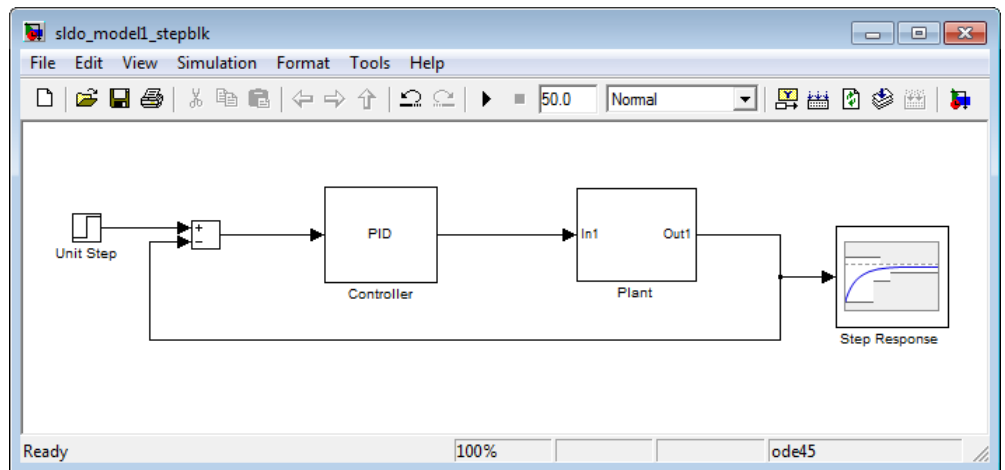 sldo_model1_stepblk
File Edit View Simulation Format Tools Help
50.0 Normal
Unit Step
+
−
PID
Controller
In1 Out1
Plant
Step Response
Ready 100% ode45